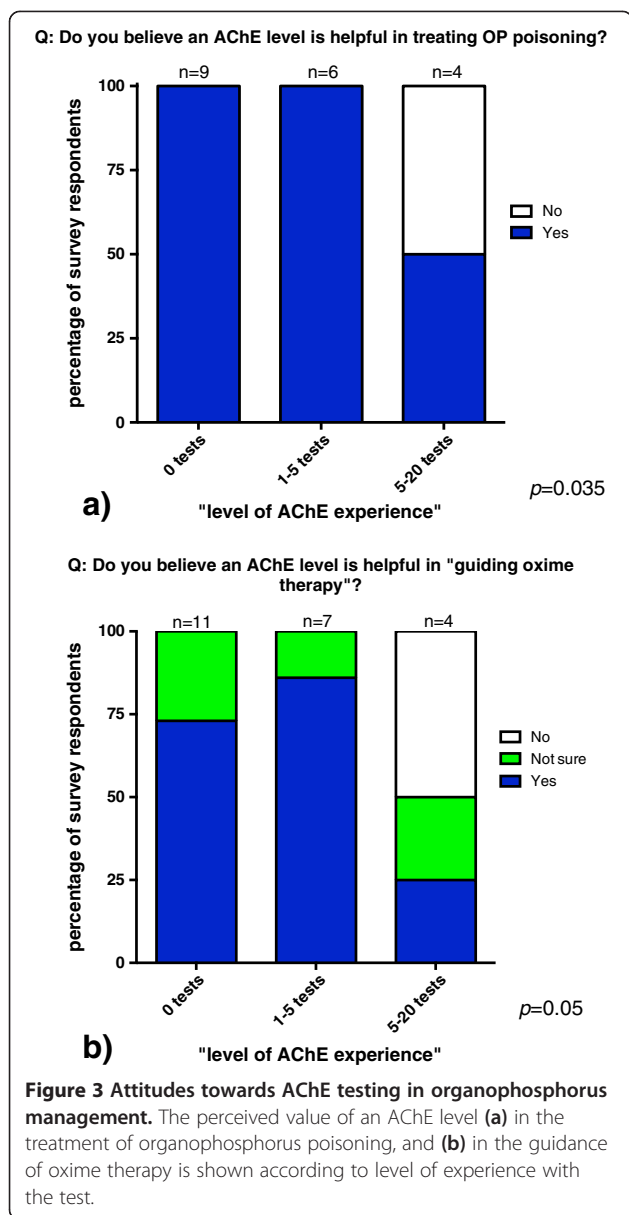 Q: Do you believe an AChE level is helpful in treating OP poisoning?
n=9 n=6 n=4
100
75
50
25
0
percentage of survey respondents
No
Yes
0 tests
1-5 tests
5-20 tests
a)
"level of AChE experience"
p=0.035
Q: Do you believe an AChE level is helpful in "guiding oxime
therapy"?
n=11 n=7 n=4
100
75
50
25
0
percentage of survey respondents
No
Not sure
Yes
0 tests
1-5 tests
5-20 tests
b)
"level of AChE experience"
p=0.05
Figure 3 Attitudes towards AChE testing in organophosphorus
management. The perceived value of an AChE level (a) in the
treatment of organophosphorus poisoning, and (b) in the guidance
of oxime therapy is shown according to level of experience with
the test.